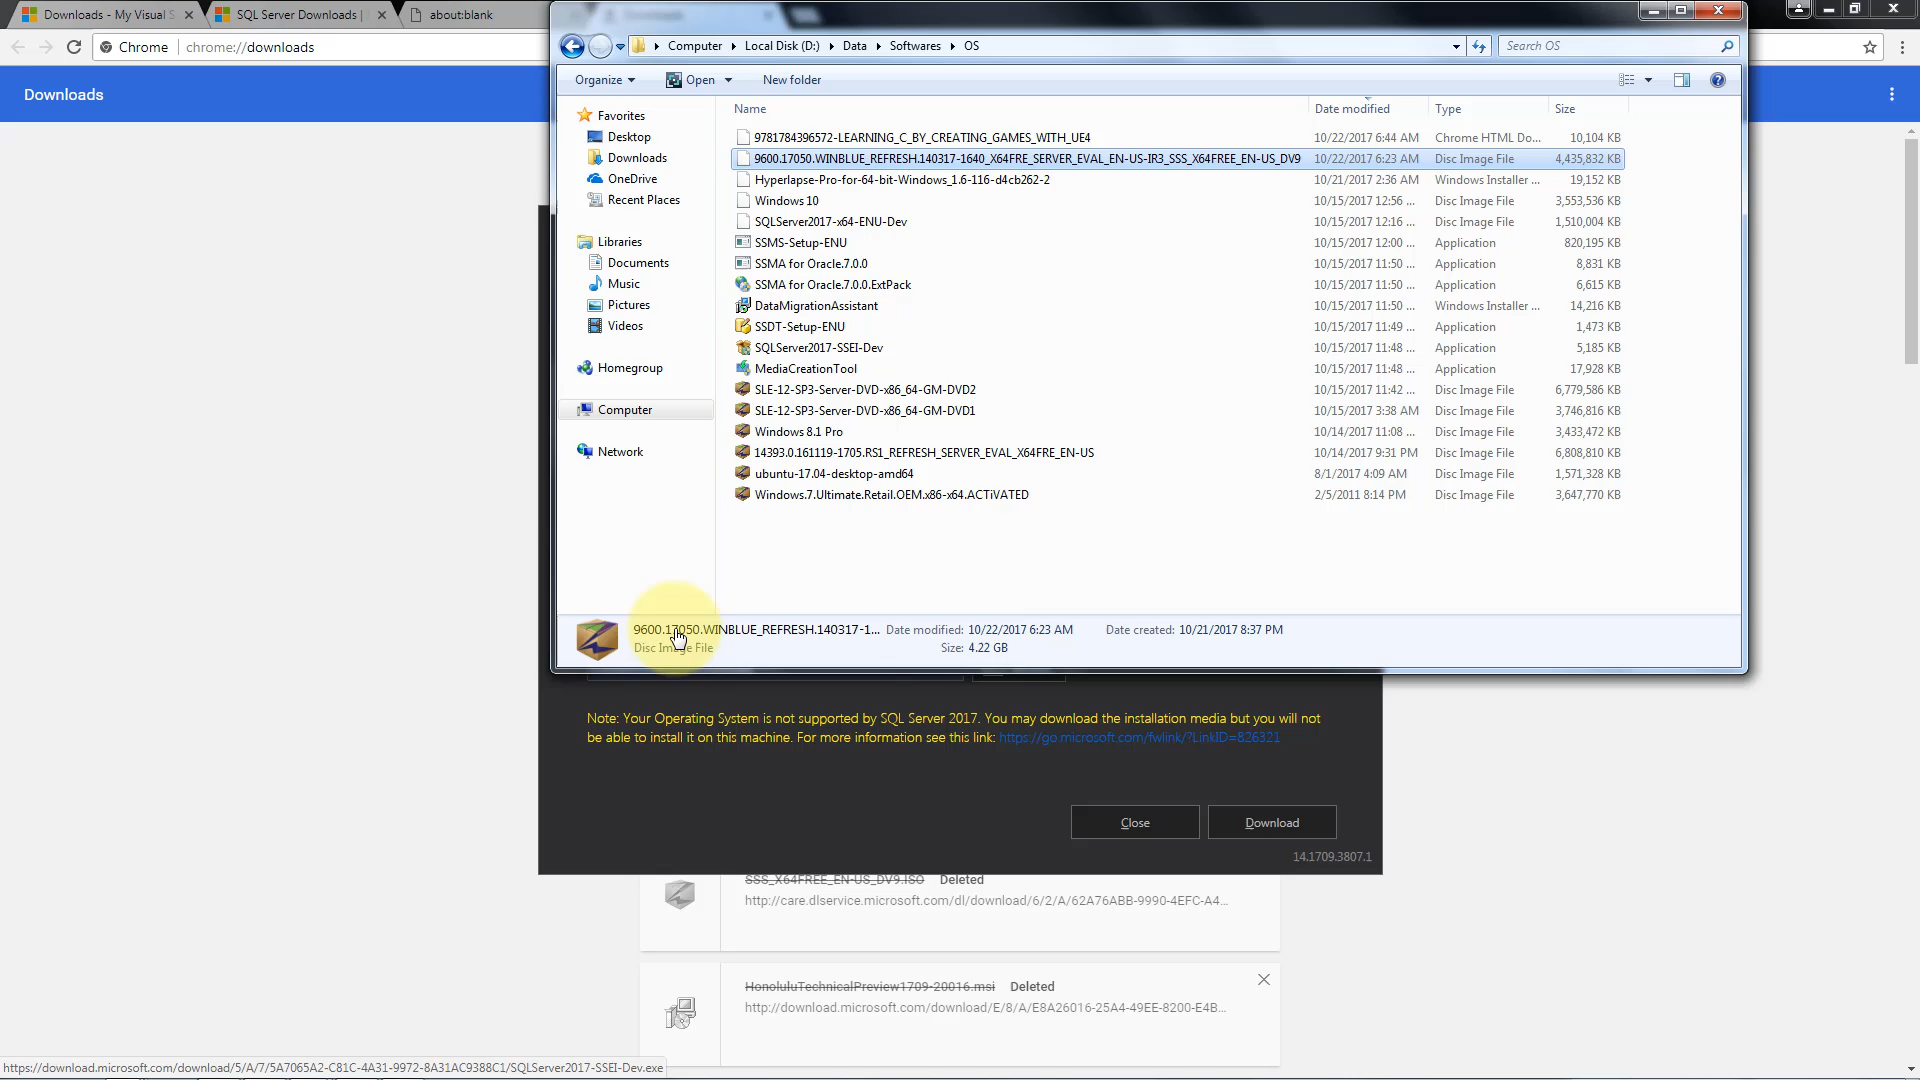 Downloads - My Visual S
SQL Server Downloads |
about:blank
Chrome
chrome://downloads
Downloads
Computer
Local Disk (D:)
Data
Softwares
OS
Search OS
Organize
Open
New folder
Name
Date modified
Type
Size
Favorites
Desktop
Downloads
OneDrive
Recent Places
Libraries
Documents
Music
Pictures
Videos
Homegroup
Computer
Network
9781784396572-LEARNING_C_BY_CREATING_GAMES_WITH_UE4 10/22/2017 6:44 AM Chrome HTML Do... 10,104 KB
9600.17050.WINBLUE_REFRESH.140317-1640_X64FRE_SERVER_EVAL_EN-US-IR3_SSS_X64FREE_EN-US_DV9 10/22/2017 6:23 AM Disc Image File 4,435,832 KB
Hyperlapse-Pro-for-64-bit-Windows_1.6-116-d4cb262-2 10/21/2017 2:36 AM Windows Installer ... 19,152 KB
Windows 10 10/15/2017 12:56 ... Disc Image File 3,553,536 KB
SQLServer2017-x64-ENU-Dev 10/15/2017 12:16 ... Disc Image File 1,510,004 KB
SSMS-Setup-ENU 10/15/2017 12:00 ... Application 820,195 KB
SSMA for Oracle.7.0.0 10/15/2017 11:50 ... Application 8,831 KB
SSMA for Oracle.7.0.0.ExtPack 10/15/2017 11:50 ... Application 6,615 KB
DataMigrationAssistant 10/15/2017 11:50 ... Windows Installer ... 14,216 KB
SSDT-Setup-ENU 10/15/2017 11:49 ... Application 1,473 KB
SQLServer2017-SSEI-Dev 10/15/2017 11:48 ... Application 5,185 KB
MediaCreationTool 10/15/2017 11:48 ... Application 17,928 KB
SLE-12-SP3-Server-DVD-x86_64-GM-DVD2 10/15/2017 11:42 ... Disc Image File 6,779,586 KB
SLE-12-SP3-Server-DVD-x86_64-GM-DVD1 10/15/2017 3:38 AM Disc Image File 3,746,816 KB
Windows 8.1 Pro 10/14/2017 11:08 ... Disc Image File 3,433,472 KB
14393.0.161119-1705.RS1_REFRESH_SERVER_EVAL_X64FRE_EN-US 10/14/2017 9:31 PM Disc Image File 6,808,810 KB
ubuntu-17.04-desktop-amd64 8/1/2017 4:09 AM Disc Image File 1,571,328 KB
Windows.7.Ultimate.Retail.OEM.x86-x64.ACTiVATED 2/5/2011 8:14 PM Disc Image File 3,647,770 KB
9600.17050.WINBLUE_REFRESH.140317-1... Date modified: 10/22/2017 6:23 AM Date created: 10/21/2017 8:37 PM
Disc Image File Size: 4.22 GB
Note: Your Operating System is not supported by SQL Server 2017. You may download the installation media but you will not
be able to install it on this machine. For more information see this link: https://go.microsoft.com/fwlink/?LinkID=826321
Close
Download
14.1709.3807.1
SSS_X64FREE_EN-US_DV9.ISO Deleted
http://care.dlservice.microsoft.com/dl/download/6/2/A/62A76ABB-9990-4EFC-A4...
HonoluluTechnicalPreview1709-20016.msi Deleted
http://download.microsoft.com/download/E/8/A/E8A26016-25A4-49EE-8200-E4B...
https://download.microsoft.com/download/5/A/7/5A7065A2-C81C-4A31-9972-8A31AC9388C1/SQLServer2017-SSEI-Dev.exe